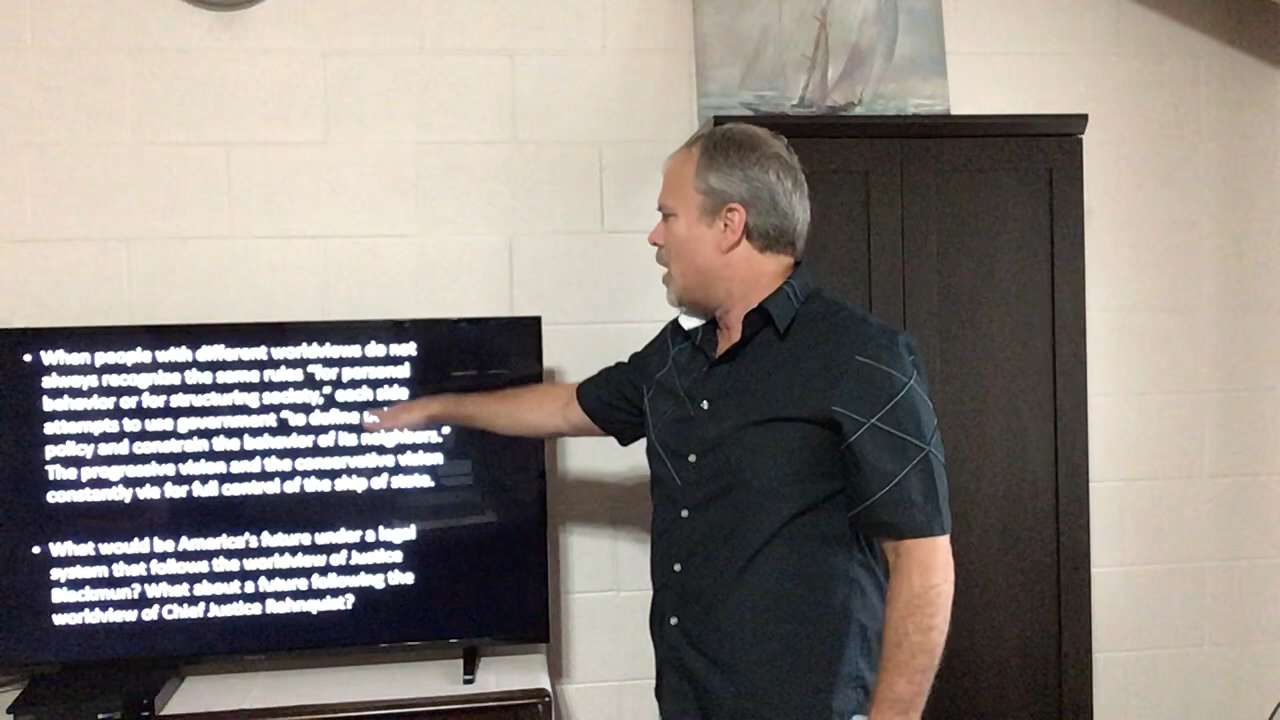 • When people with different worldviews do not
always recognize the same rules "for personal
behavior or for structuring society," each side
attempts to use government "to define
policy and constrain the behavior of its neighbors."
The progressive vision and the conservative vision
constantly vie for full control of the ship of state.
• What would be America's future under a legal
system that follows the worldview of Justice
Blackmun? What about a future following the
worldview of Chief Justice Rehnquist?